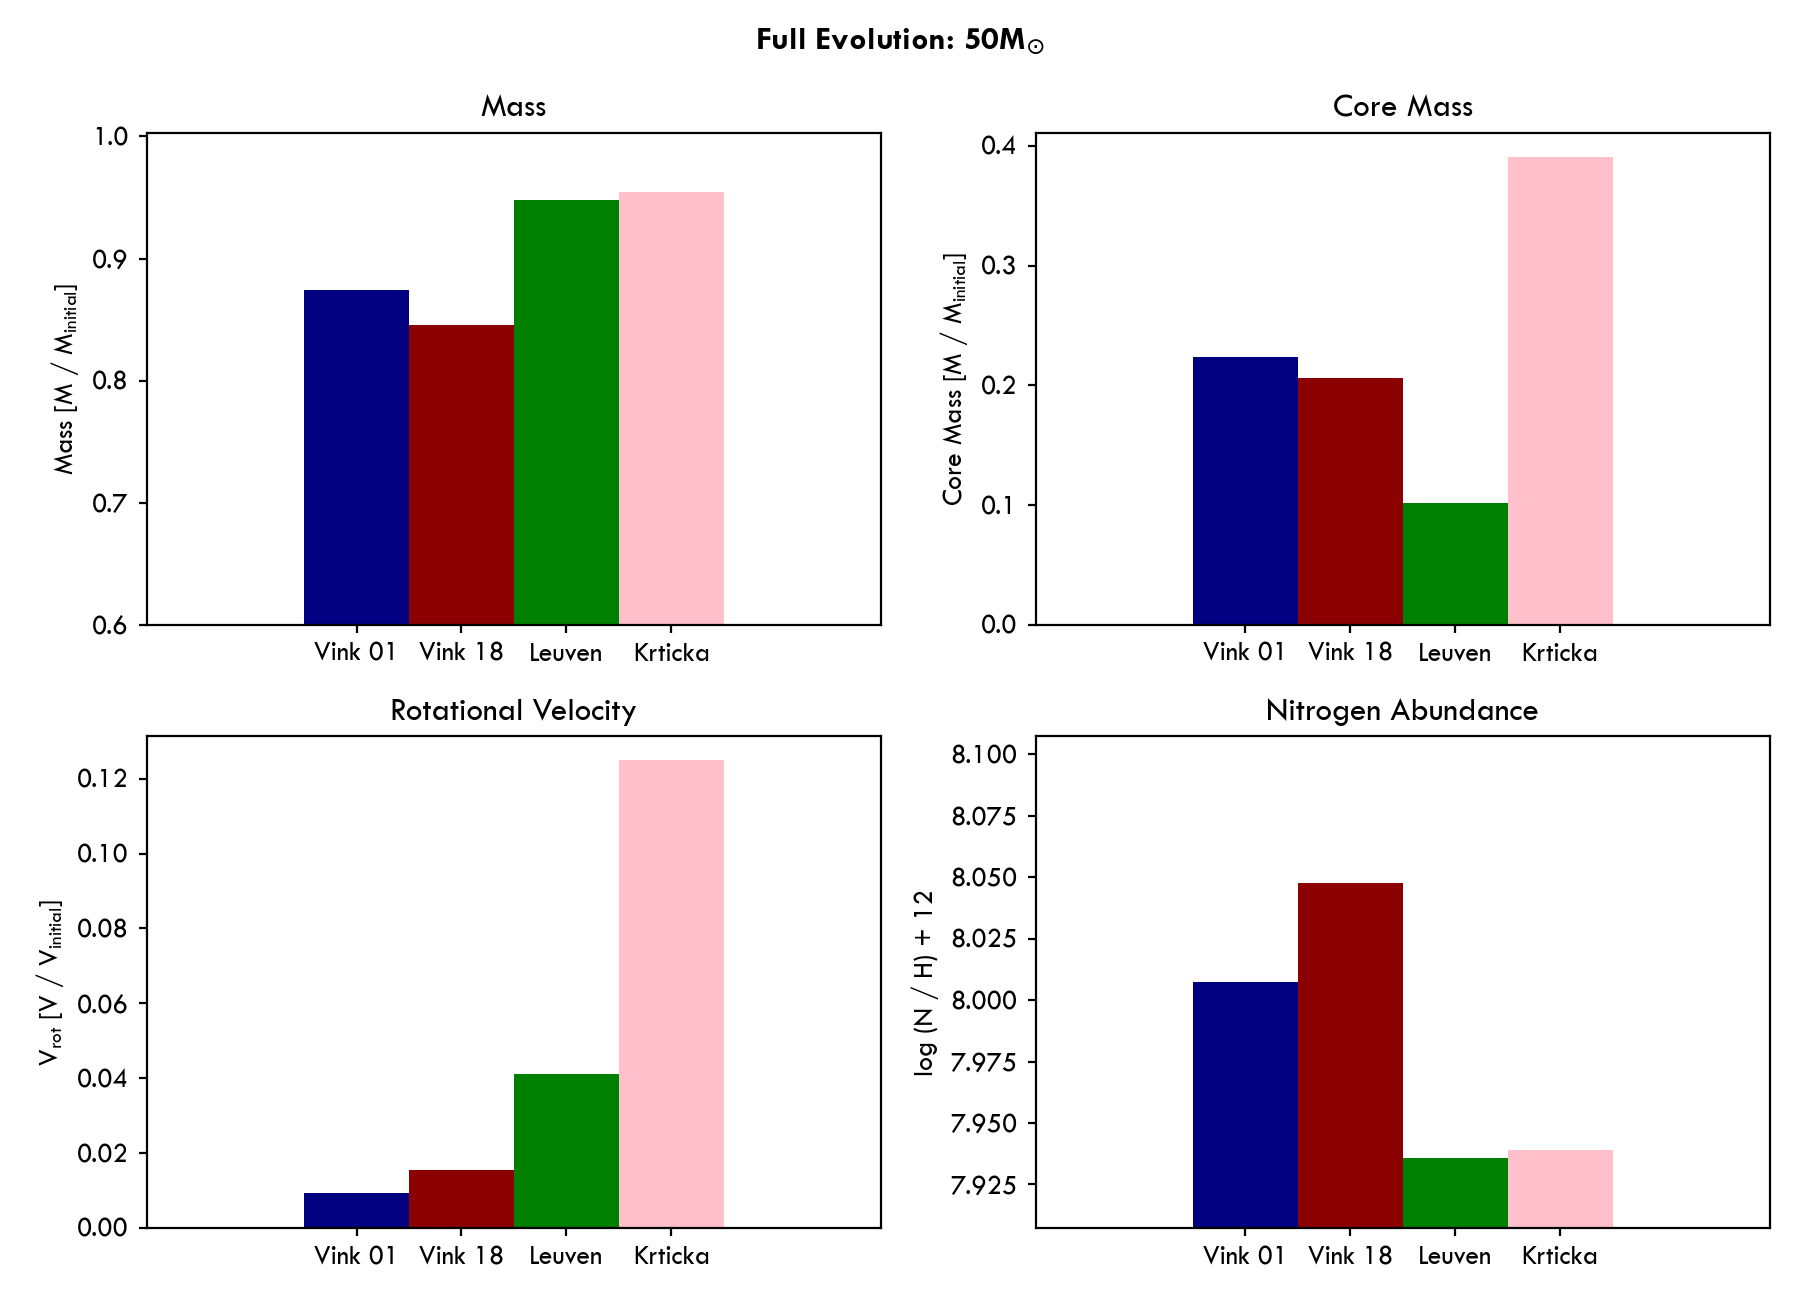 Full Evolution: 50M☉
Mass
Mass [M / Minitial]
1.0
0.9
0.8
0.7
0.6
Vink 01 Vink 18 Leuven Krticka
Core Mass
Core Mass [M / Minitial]
0.4
0.3
0.2
0.1
0.0
Vink 01 Vink 18 Leuven Krticka
Rotational Velocity
Vrot [V / Vinitial]
0.12
0.10
0.08
0.06
0.04
0.02
0.00
Vink 01 Vink 18 Leuven Krticka
Nitrogen Abundance
log (N / H) + 12
8.100
8.075
8.050
8.025
8.000
7.975
7.950
7.925
Vink 01 Vink 18 Leuven Krticka